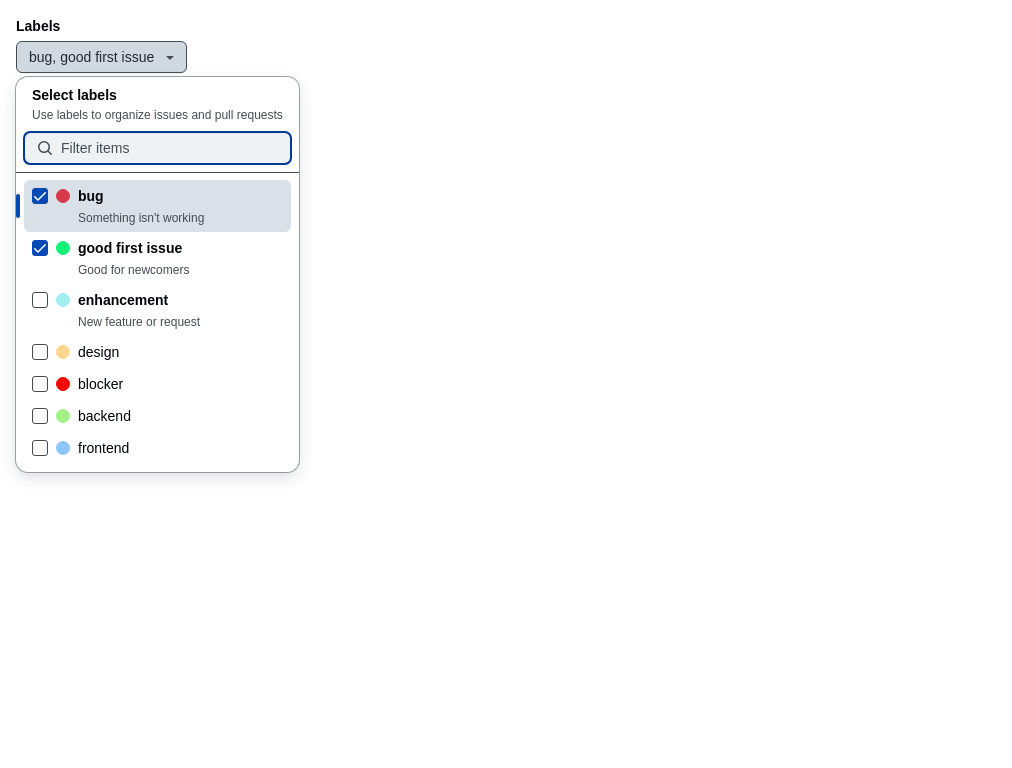 Labels
bug, good first issue
Select labels
Use labels to organize issues and pull requests
Filter items
bug
Something isn't working
good first issue
Good for newcomers
enhancement
New feature or request
design
blocker
backend
frontend